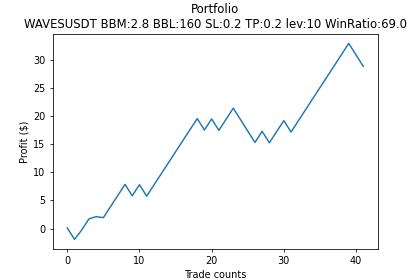 Portfolio
WAVESUSDT BBM:2.8 BBL:160 SL:0.2 TP:0.2 lev:10 WinRatio:69.0
30
25
20
15
10
5
0
Profit ($)
0 10 20 30 40
Trade counts